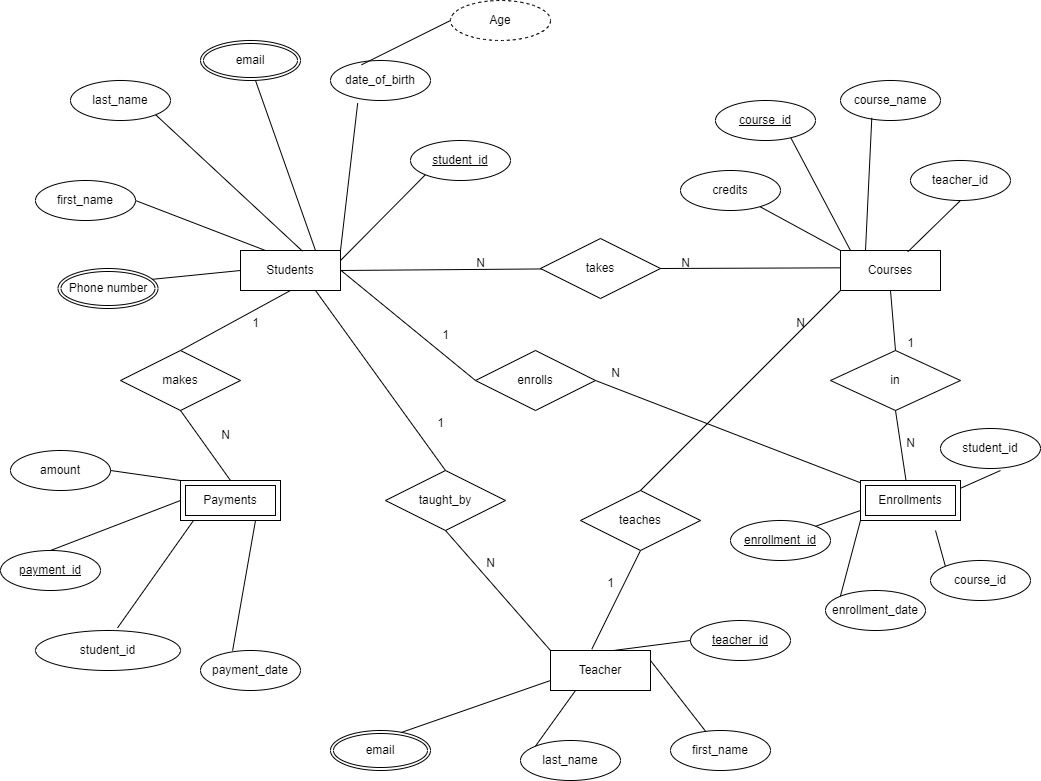 Age
email
date_of_birth
last_name
course_name
course_id
student_id
teacher_id
credits
first_name
N
N
takes
Students
Courses
Phone number
1
N
1
1
makes
enrolls
N
in
1
N
N
student_id
amount
Payments
taught_by
Enrollments
teaches
enrollment_id
N
payment_id
1
course_id
enrollment_date
teacher_id
student_id
payment_date
Teacher
email
last_name
first_name